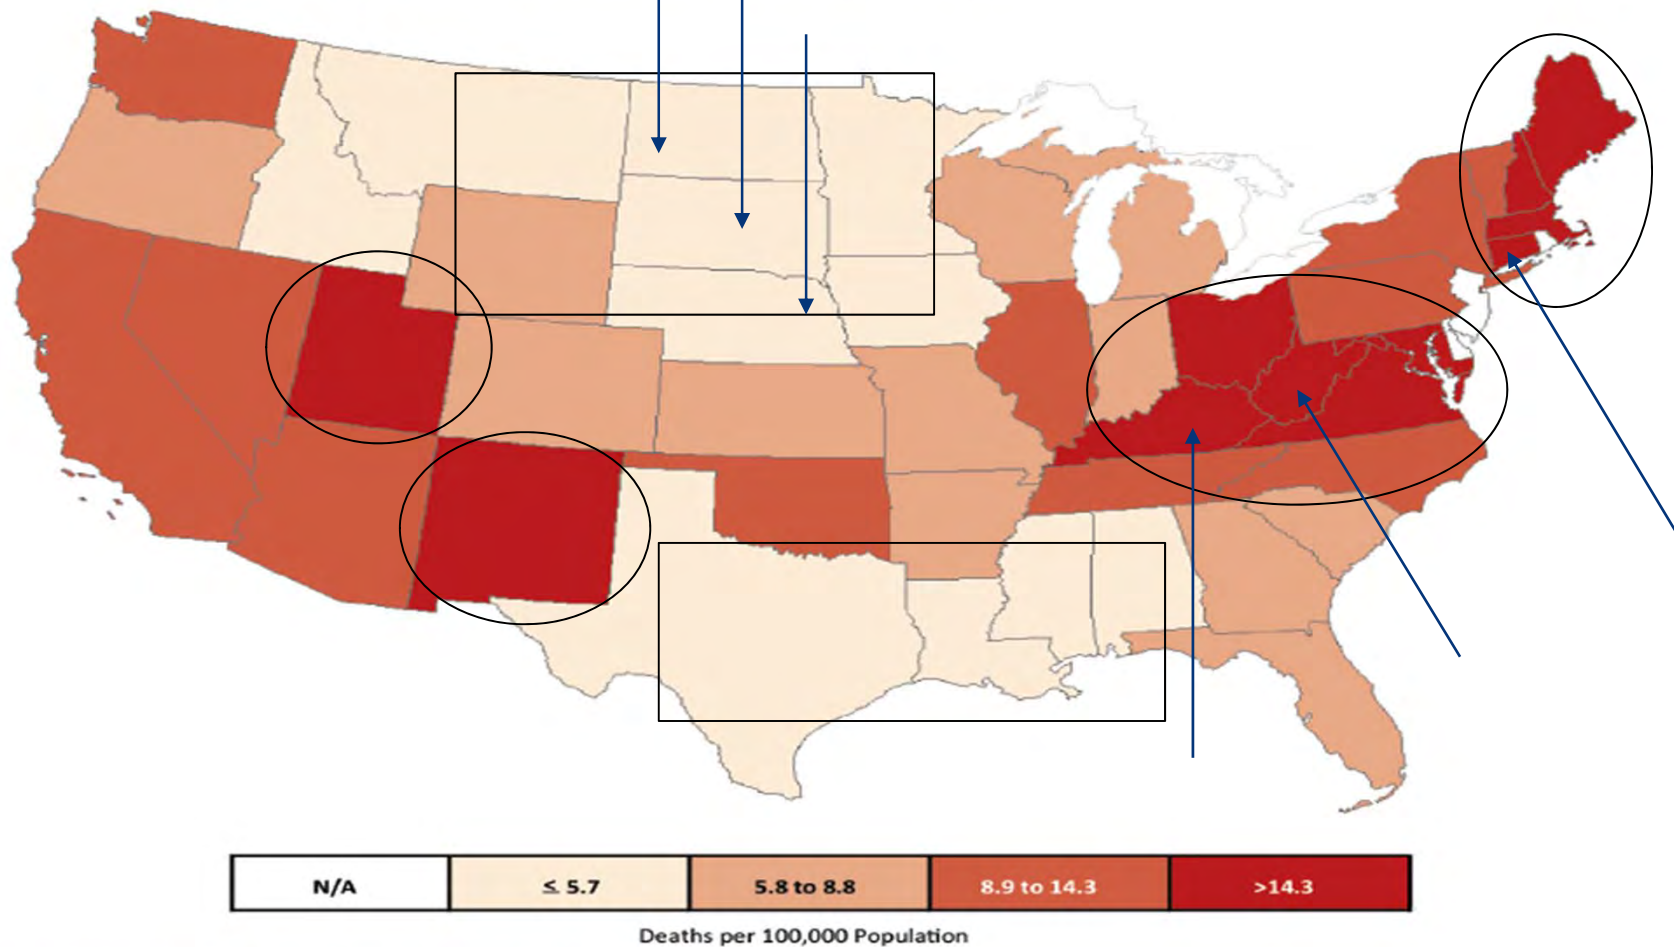 N/A ≤ 5.7 5.8 to 8.8 8.9 to 14.3 >14.3
Deaths per 100,000 Population